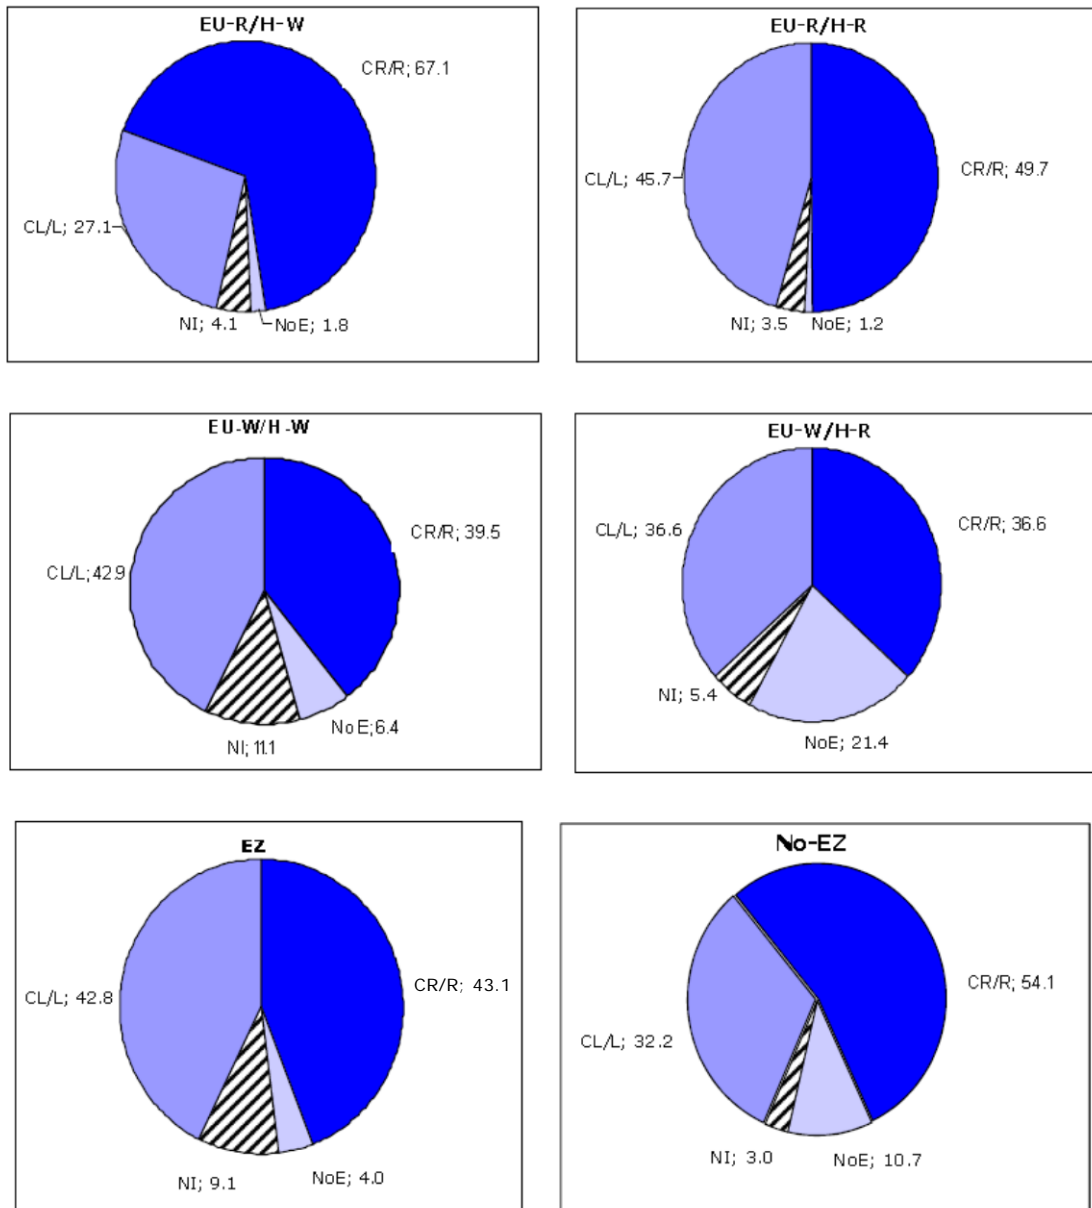 EU-R/H-W
CR/R; 67.1
CL/L; 27.1
NI; 4.1
NoE; 1.8
EU-R/H-R
CR/R; 49.7
CL/L; 45.7
NI; 3.5
NoE; 1.2
EU-W/H-W
CR/R; 39.5
CL/L; 42.9
NoE; 6.4
NI; 11.1
EU-W/H-R
CR/R; 36.6
CL/L; 36.6
NI; 5.4
NoE; 21.4
EZ
CR/R; 43.1
CL/L; 42.8
NI; 9.1
NoE; 4.0
No-EZ
CR/R; 54.1
CL/L; 32.2
NI; 3.0
NoE; 10.7